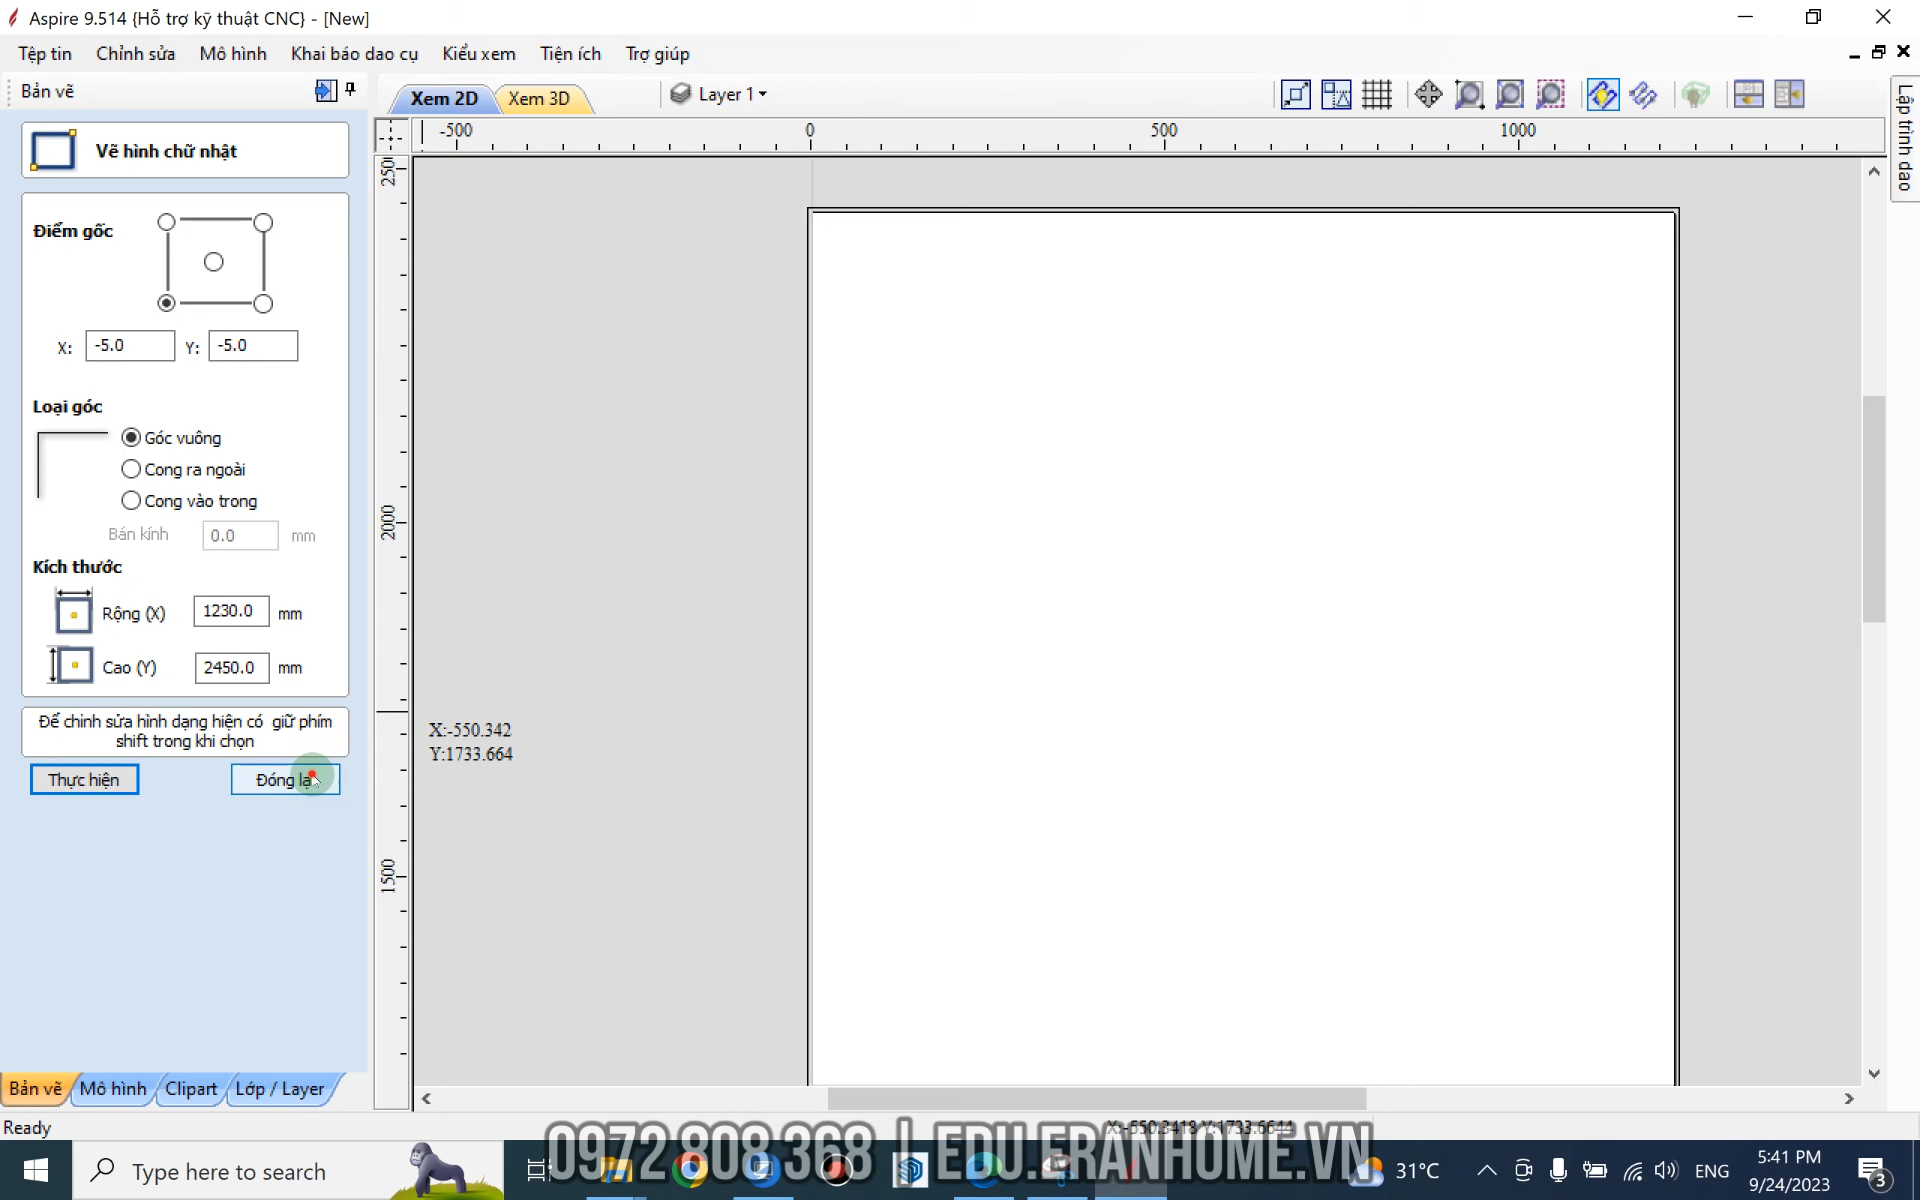 Aspire 9.514 {Hỗ trợ kỹ thuật CNC} - [New]
Tệp tin Chỉnh sửa Mô hình Khai báo dao cụ Kiểu xem Tiện ích Trợ giúp
Bản vẽ
Xem 2D Xem 3D Layer 1
Lập trình dao
-500 0 500 1000
Vẽ hình chữ nhật
Điểm gốc
X: -5.0 Y: -5.0
Loại góc
Góc vuông
Cong ra ngoài
Cong vào trong
Bán kính 0.0 mm
Kích thước
Rộng (X) 1230.0 mm
Cao (Y) 2450.0 mm
Để chỉnh sửa hình dạng hiện có giữ phím
shift trong khi chọn
Thực hiện Đóng lại
2500
2000
1500
X:-550.342
Y:1733.664
Bản vẽ Mô hình Clipart Lớp / Layer
Ready X:-550.3418 Y:1733.6644
0972 808 368 | EDU.ERANHOME.VN
Type here to search
31°C ENG
5:41 PM
9/24/2023
3